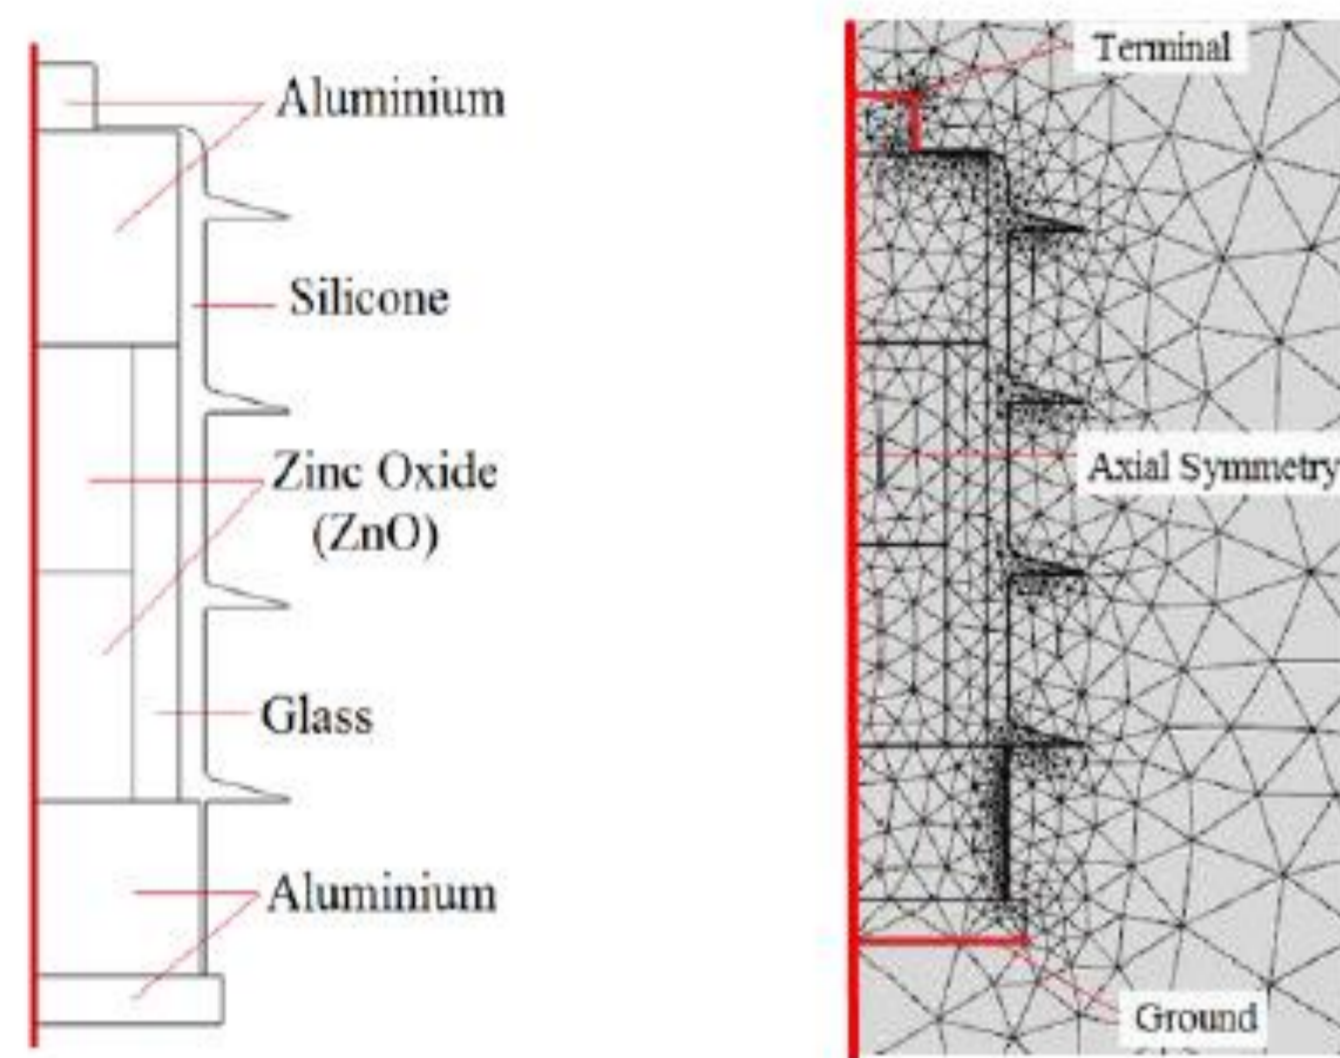 Aluminium
Silicone
Zinc Oxide
(ZnO)
Glass
Aluminium
Terminal
Axial Symmetry
Ground